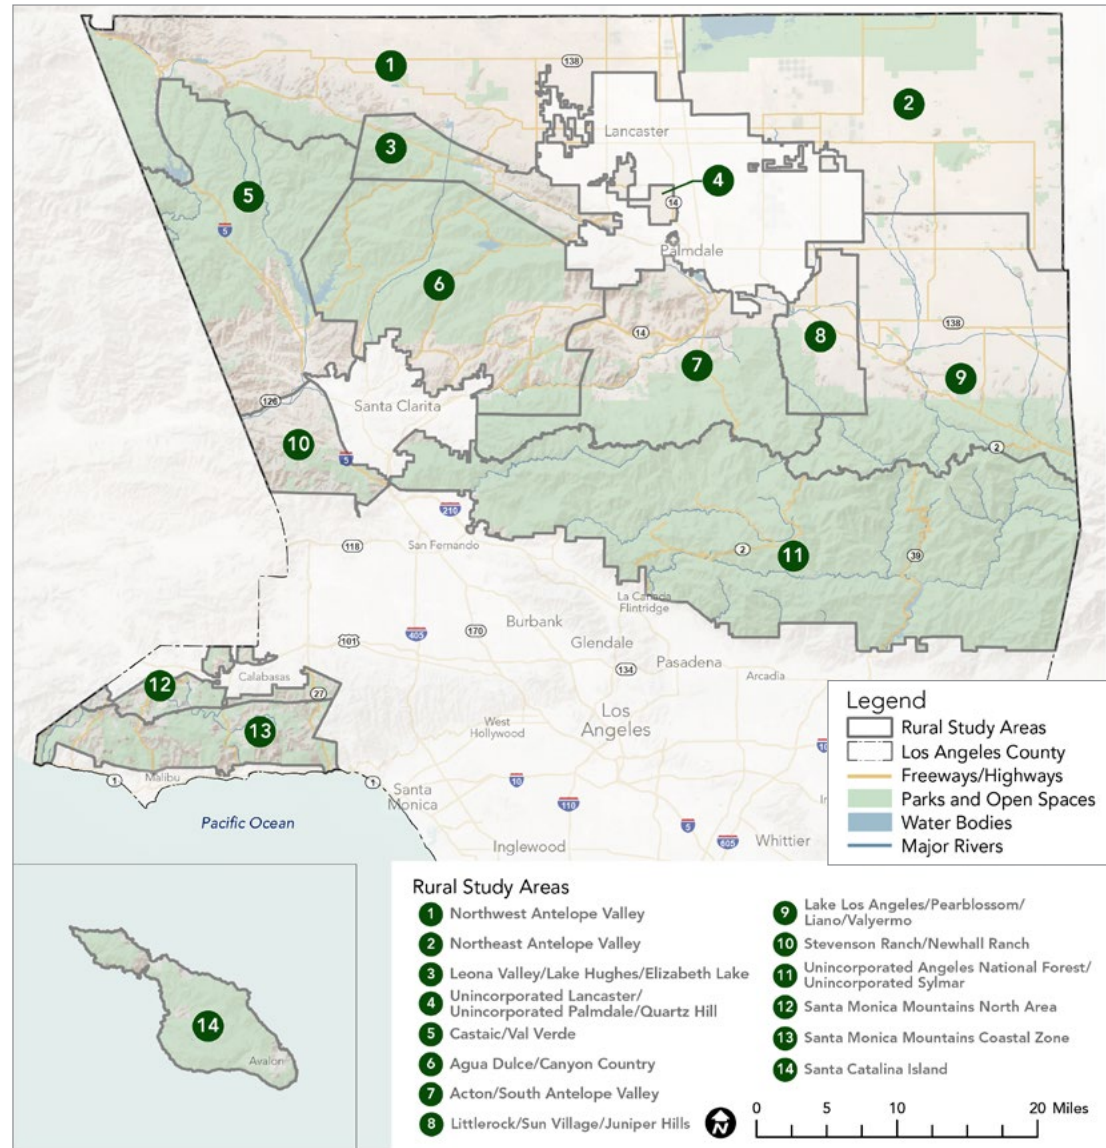 1
138
2
Lancaster
3
4
5
14
5
Palmdale
6
138
14
8
7
9
126
Santa Clarita
10
2
5
210
118
San Fernando
2
11
39
La Canada
Flintridge
Burbank
170
405
101
Glendale
Pasadena
134
Arcadia
Calabasas
12
27
13
West
Hollywood
Los
Angeles
10
Malibu
1
1
Santa
Monica
10
110
5
605
Whittier
Inglewood
Pacific Ocean
Legend
Rural Study Areas
Los Angeles County
Freeways/Highways
Parks and Open Spaces
Water Bodies
Major Rivers
14
Avalon
Rural Study Areas
1 Northwest Antelope Valley
2 Northeast Antelope Valley
3 Leona Valley/Lake Hughes/Elizabeth Lake
4 Unincorporated Lancaster/
Unincorporated Palmdale/Quartz Hill
5 Castaic/Val Verde
6 Agua Dulce/Canyon Country
7 Acton/South Antelope Valley
8 Littlerock/Sun Village/Juniper Hills
9 Lake Los Angeles/Pearblossom/
Liano/Valyermo
10 Stevenson Ranch/Newhall Ranch
11 Unincorporated Angeles National Forest/
Unincorporated Sylmar
12 Santa Monica Mountains North Area
13 Santa Monica Mountains Coastal Zone
14 Santa Catalina Island
N
0 5 10 20 Miles